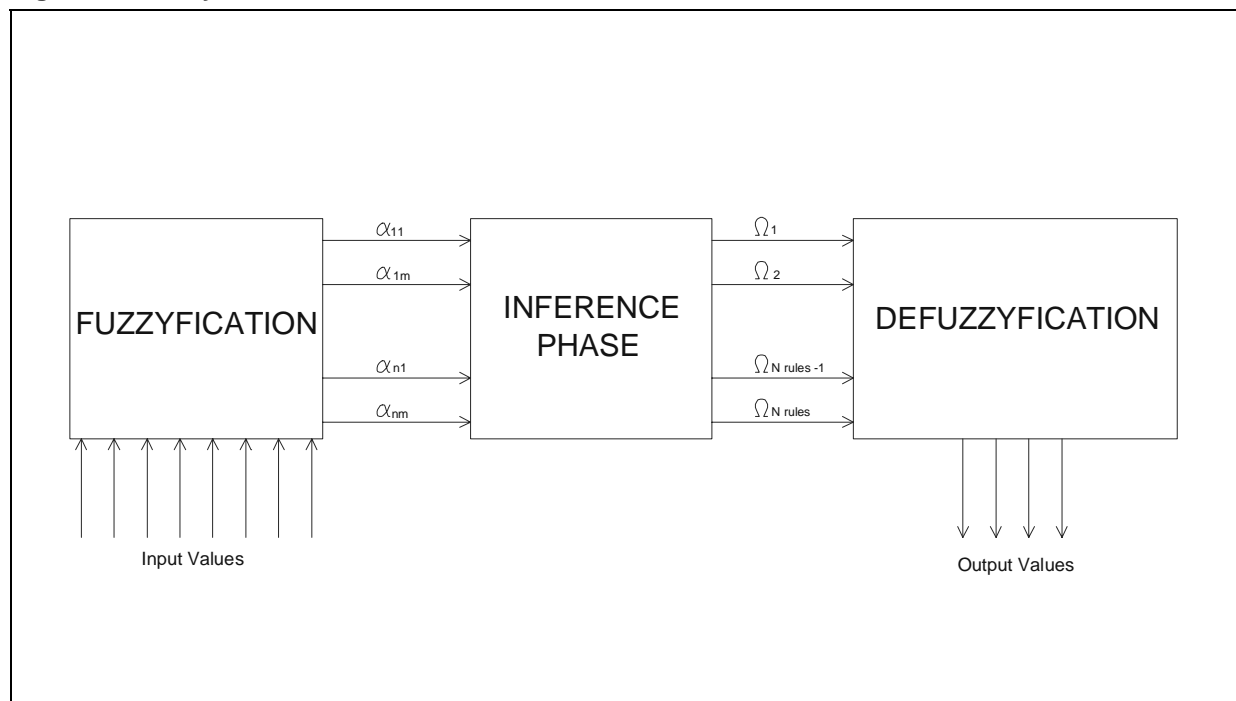 α11
α1m
αn1
αnm
Ω1
Ω2
ΩN rules -1
ΩN rules
FUZZYFICATION
INFERENCE
PHASE
DEFUZZYFICATION
Input Values
Output Values